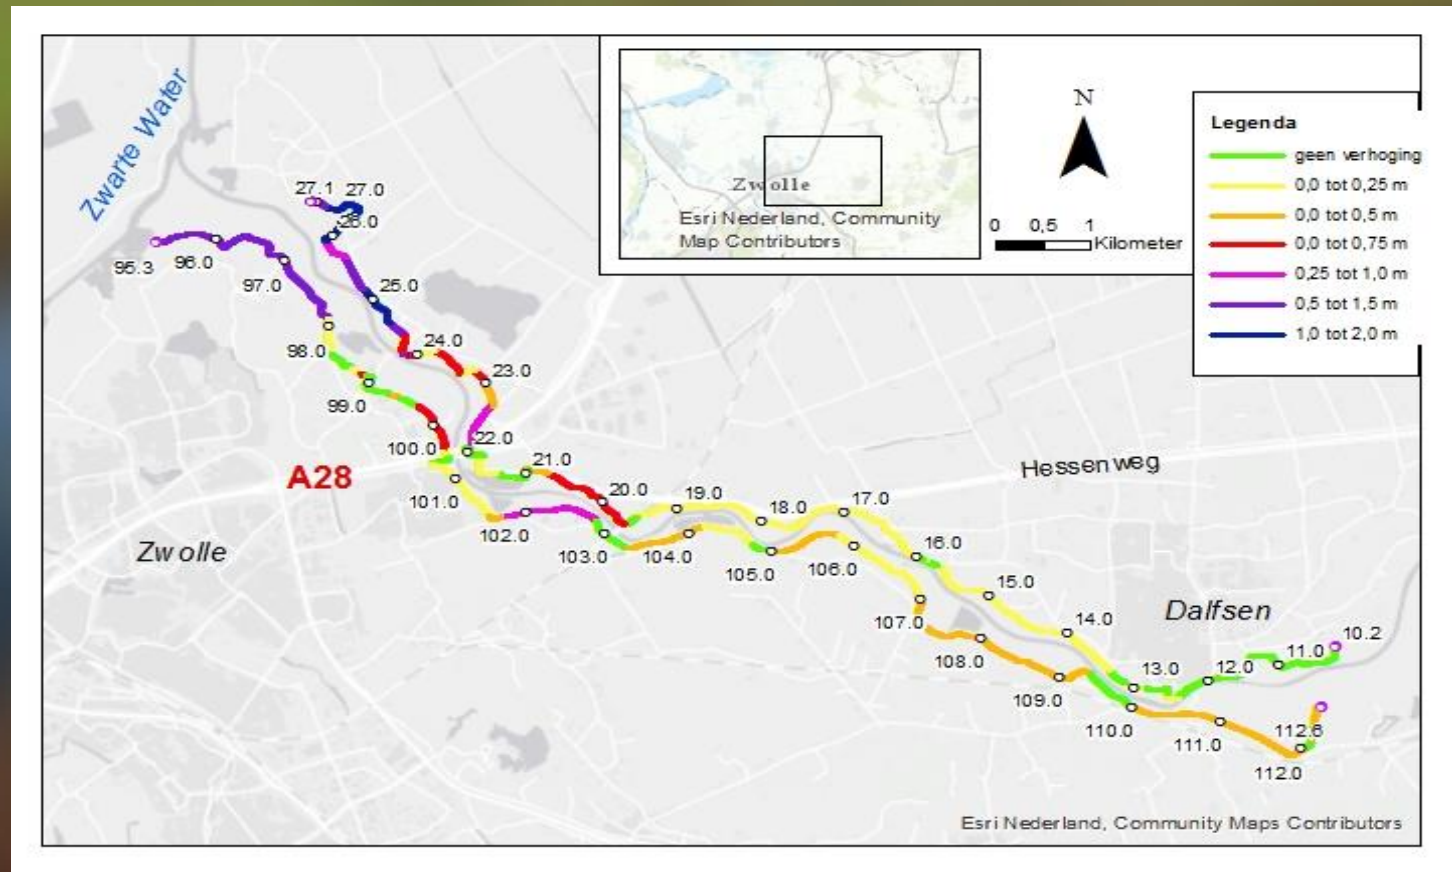 Zwarte Water
Zwolle
Esri Nederland, Community
Map Contributors
N
0 0,5 1
Kilometer
Legenda
geen verhoging
0,0 tot 0,25 m
0,0 tot 0,5 m
0,0 tot 0,75 m
0,25 tot 1,0 m
0,5 tot 1,5 m
1,0 tot 2,0 m
27.1 27.0
26.0
95.3 96.0
97.0
25.0
98.0
24.0
23.0
99.0
100.0
22.0
A28
21.0
101.0
20.0
19.0
18.0
17.0
Hessenweg
102.0
103.0
104.0
105.0
106.0
16.0
Zwolle
15.0
107.0
14.0
Dalfsen
108.0
109.0
13.0
12.0
11.0
10.2
110.0
111.0
112.6
112.0
Esri Nederland, Community Maps Contributors